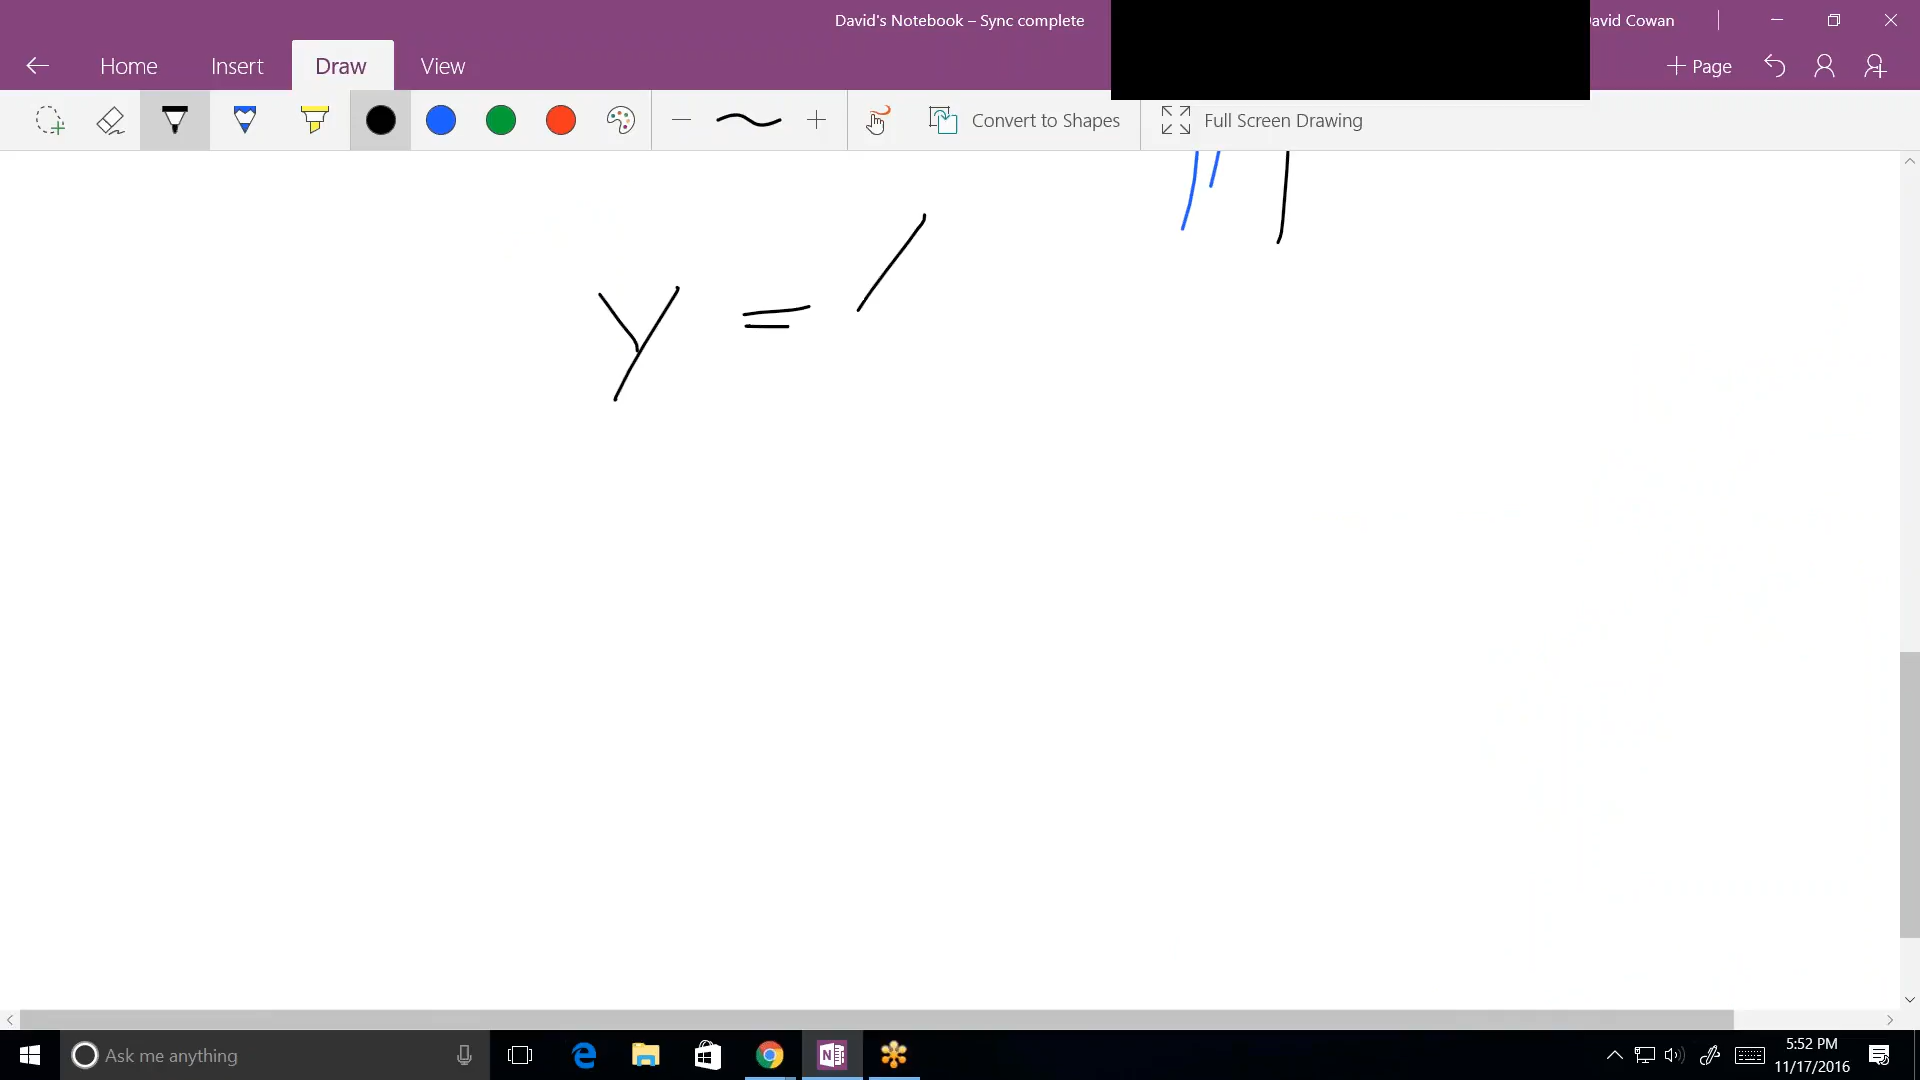 David's Notebook – Sync complete
avid Cowan
Home Insert Draw View
Page
Convert to Shapes Full Screen Drawing
y = /
Ask me anything
5:52 PM
11/17/2016